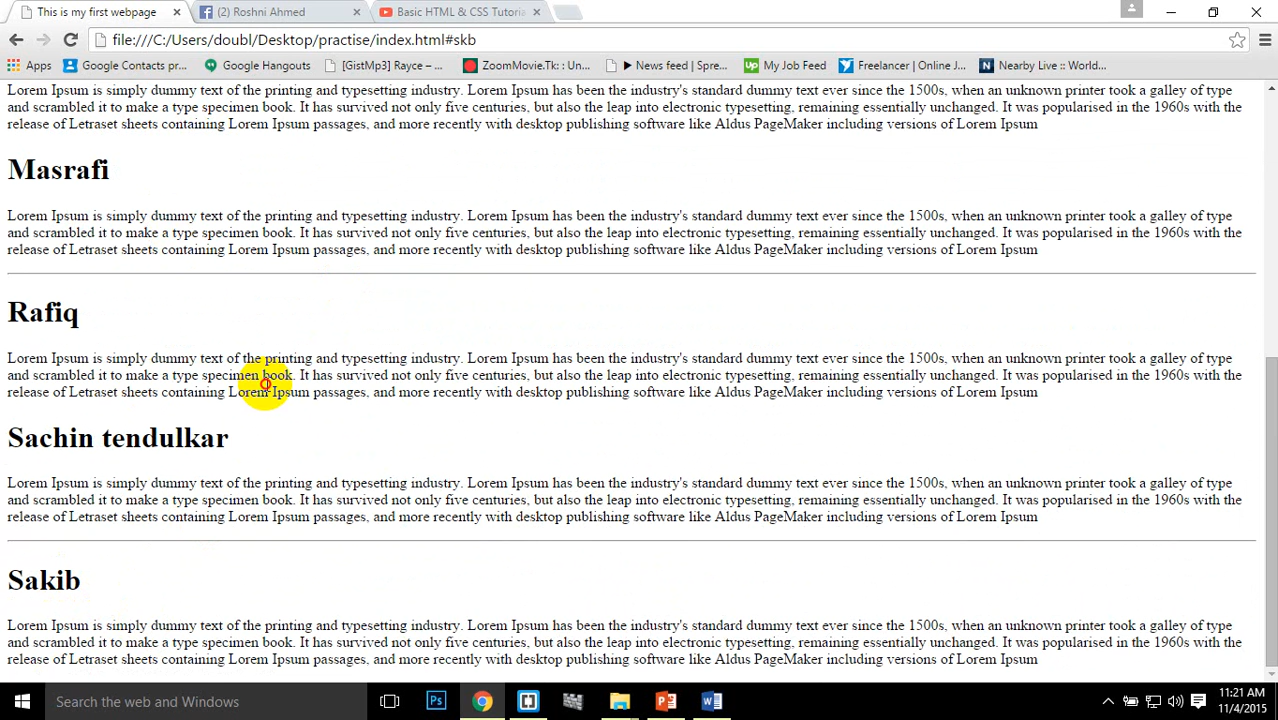 This is my first webpage
(2) Roshni Ahmed
Basic HTML & CSS Tutoria
file:///C:/Users/doubl/Desktop/practise/index.html#skb
Apps
Google Contacts pr...
Google Hangouts
[GistMp3] Rayce – ...
ZoomMovie.Tk: : Un...
News feed | Spre...
My Job Feed
Freelancer | Online J...
Nearby Live :: World...
Lorem Ipsum is simply dummy text of the printing and typesetting industry. Lorem Ipsum has been the industry's standard dummy text ever since the 1500s, when an unknown printer took a galley of type
and scrambled it to make a type specimen book. It has survived not only five centuries, but also the leap into electronic typesetting, remaining essentially unchanged. It was popularised in the 1960s with the
release of Letraset sheets containing Lorem Ipsum passages, and more recently with desktop publishing software like Aldus PageMaker including versions of Lorem Ipsum
Masrafi
Lorem Ipsum is simply dummy text of the printing and typesetting industry. Lorem Ipsum has been the industry's standard dummy text ever since the 1500s, when an unknown printer took a galley of type
and scrambled it to make a type specimen book. It has survived not only five centuries, but also the leap into electronic typesetting, remaining essentially unchanged. It was popularised in the 1960s with the
release of Letraset sheets containing Lorem Ipsum passages, and more recently with desktop publishing software like Aldus PageMaker including versions of Lorem Ipsum
Rafiq
Lorem Ipsum is simply dummy text of the printing and typesetting industry. Lorem Ipsum has been the industry's standard dummy text ever since the 1500s, when an unknown printer took a galley of type
and scrambled it to make a type specimen book. It has survived not only five centuries, but also the leap into electronic typesetting, remaining essentially unchanged. It was popularised in the 1960s with the
release of Letraset sheets containing Lorem Ipsum passages, and more recently with desktop publishing software like Aldus PageMaker including versions of Lorem Ipsum
Sachin tendulkar
Lorem Ipsum is simply dummy text of the printing and typesetting industry. Lorem Ipsum has been the industry's standard dummy text ever since the 1500s, when an unknown printer took a galley of type
and scrambled it to make a type specimen book. It has survived not only five centuries, but also the leap into electronic typesetting, remaining essentially unchanged. It was popularised in the 1960s with the
release of Letraset sheets containing Lorem Ipsum passages, and more recently with desktop publishing software like Aldus PageMaker including versions of Lorem Ipsum
Sakib
Lorem Ipsum is simply dummy text of the printing and typesetting industry. Lorem Ipsum has been the industry's standard dummy text ever since the 1500s, when an unknown printer took a galley of type
and scrambled it to make a type specimen book. It has survived not only five centuries, but also the leap into electronic typesetting, remaining essentially unchanged. It was popularised in the 1960s with the
release of Letraset sheets containing Lorem Ipsum passages, and more recently with desktop publishing software like Aldus PageMaker including versions of Lorem Ipsum
Search the web and Windows
11:21 AM
11/4/2015